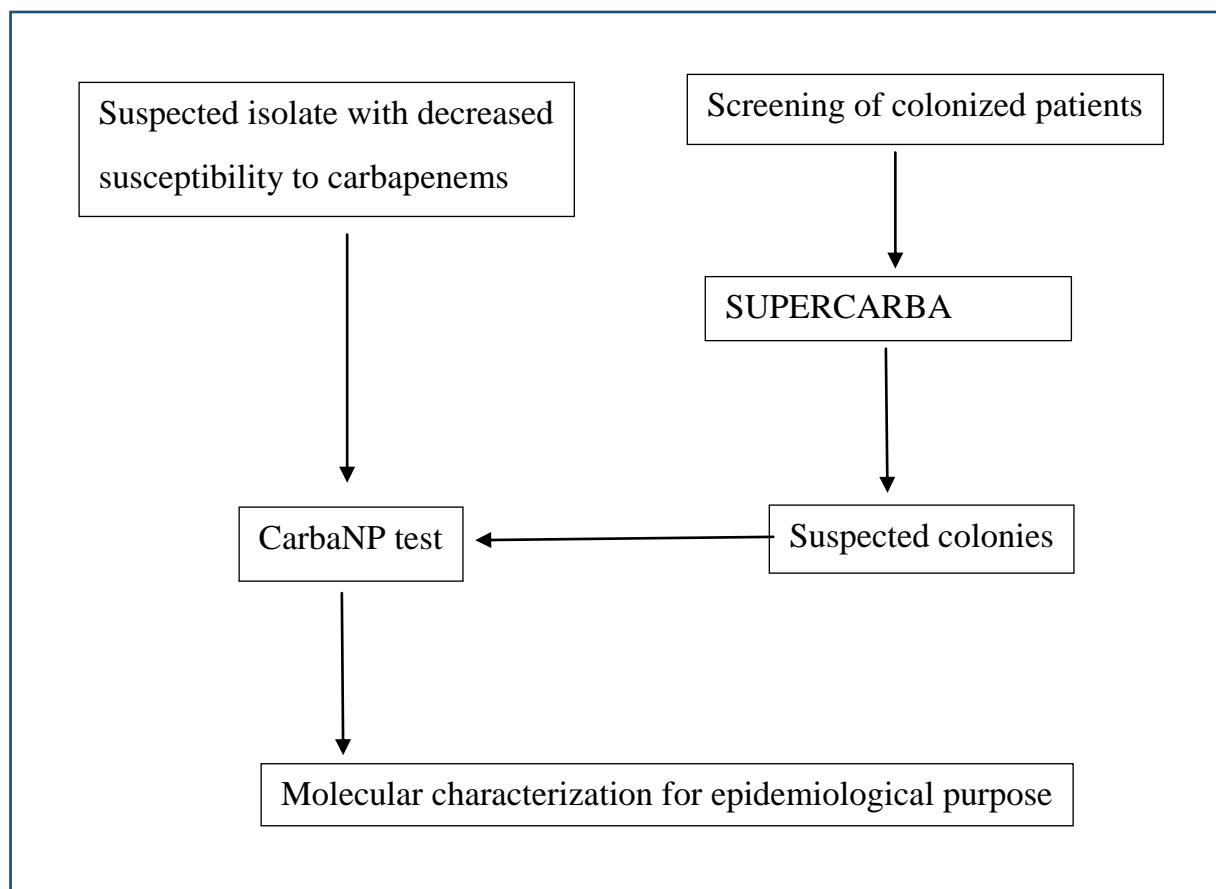 Suspected isolate with decreased
susceptibility to carbapenems
Screening of colonized patients
SUPERCARBA
CarbaNP test
Suspected colonies
Molecular characterization for epidemiological purpose